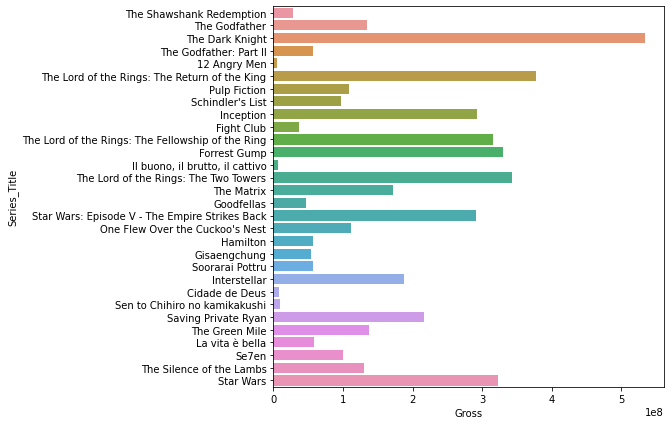 The Shawshank Redemption
The Godfather
The Dark Knight
The Godfather: Part II
12 Angry Men
The Lord of the Rings: The Return of the King
Pulp Fiction
Schindler's List
Inception
Fight Club
The Lord of the Rings: The Fellowship of the Ring
Forrest Gump
Il buono, il brutto, il cattivo
The Lord of the Rings: The Two Towers
The Matrix
Goodfellas
Star Wars: Episode V - The Empire Strikes Back
One Flew Over the Cuckoo's Nest
Hamilton
Gisaengchung
Soorarai Pottru
Interstellar
Cidade de Deus
Sen to Chihiro no kamikakushi
Saving Private Ryan
The Green Mile
La vita è bella
Se7en
The Silence of the Lambs
Star Wars
Series_Title
0 1 2 3 4 5
1e8
Gross